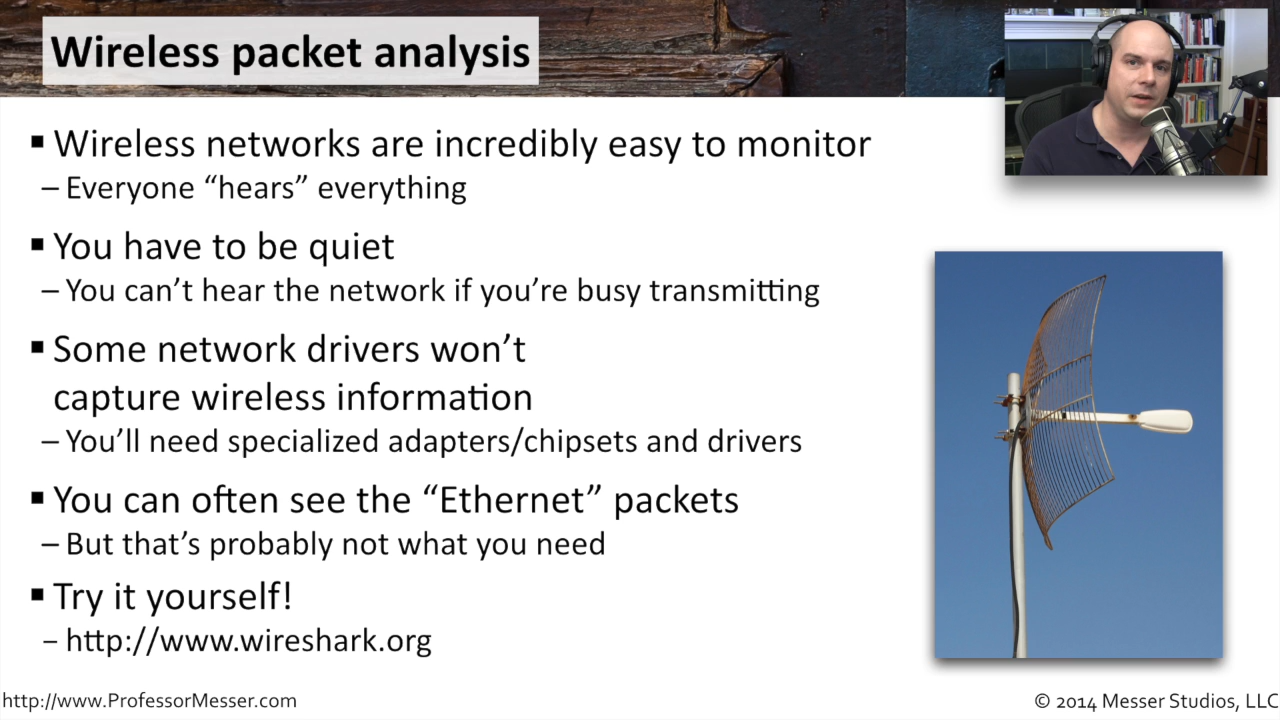 Wireless packet analysis
▪ Wireless networks are incredibly easy to monitor
– Everyone “hears” everything
▪ You have to be quiet
– You can’t hear the network if you’re busy transmitting
▪ Some network drivers won’t
capture wireless information
– You’ll need specialized adapters/chipsets and drivers
▪ You can often see the “Ethernet” packets
– But that’s probably not what you need
▪ Try it yourself!
– http://www.wireshark.org
http://www.ProfessorMesser.com
© 2014 Messer Studios, LLC